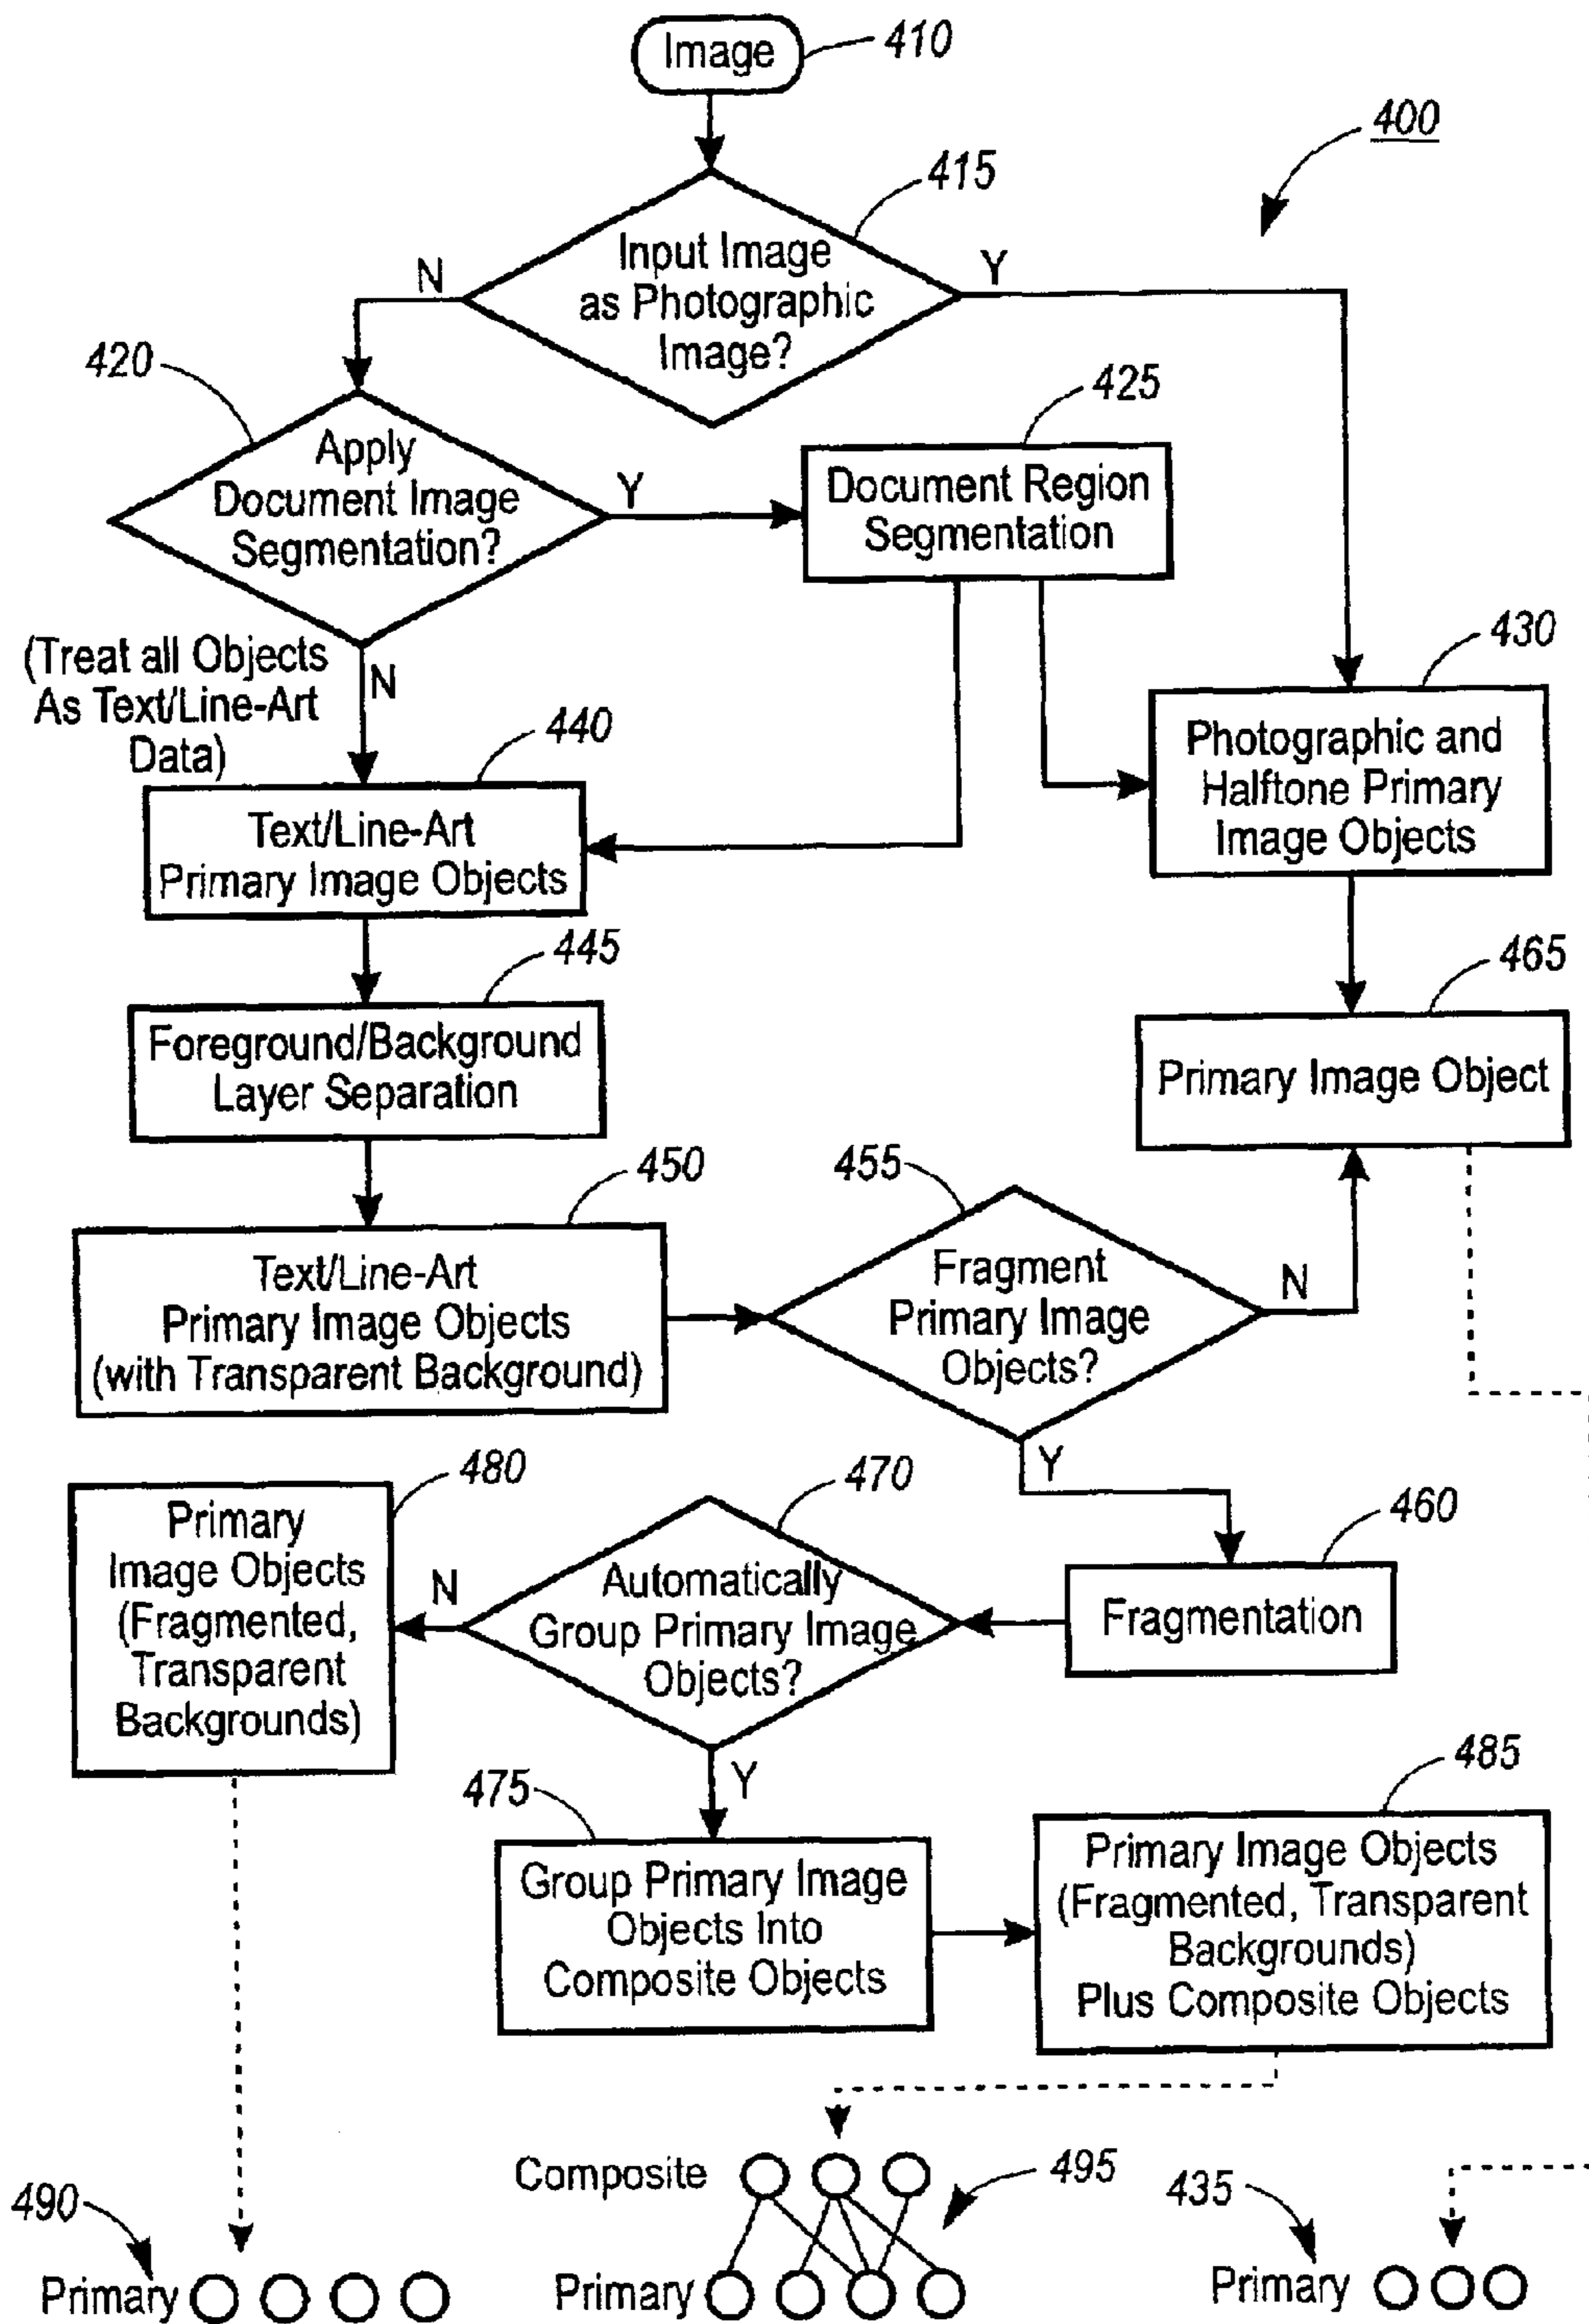 Image
410
400
415
Input Image
as Photographic
Image?
N
Y
420
425
Apply
Document Image
Segmentation?
Y
Document Region
Segmentation
(Treat all Objects
As Text/Line-Art
Data)
N
430
Photographic and
Halftone Primary
Image Objects
440
Text/Line-Art
Primary Image Objects
445
465
Foreground/Background
Layer Separation
Primary Image Object
450
455
Text/Line-Art
Primary Image Objects
(with Transparent Background)
Fragment
Primary Image
Objects?
N
Y
480
470
460
Primary
Image Objects
(Fragmented,
Transparent
Backgrounds)
N
Automatically
Group Primary Image
Objects?
Fragmentation
Y
475
485
Group Primary Image
Objects Into
Composite Objects
Primary Image Objects
(Fragmented, Transparent
Backgrounds)
Plus Composite Objects
Composite
495
490
435
Primary
Primary
Primary